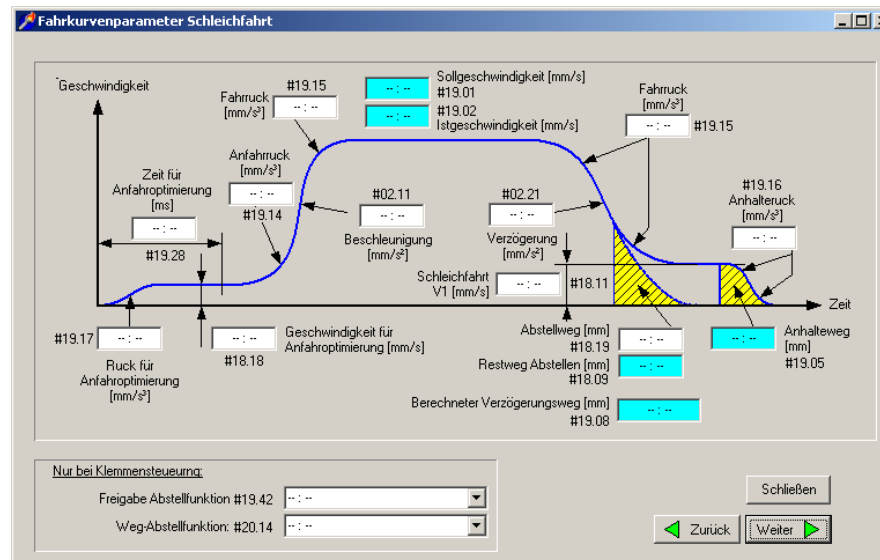 Fahrkurvenparameter Schleichfahrt
Geschwindigkeit
#19.15
Fahrruck
[mm/s³]
-- : --
-- : --
Sollgeschwindigkeit [mm/s]
#19.01
-- : --
#19.02
Istgeschwindigkeit [mm/s]
Fahrruck
[mm/s³]
-- : --
#19.15
Anfahrruck
[mm/s³]
-- : --
#19.14
Zeit für
Anfahroptimierung
[ms]
-- : --
#19.28
#02.11
-- : --
Beschleunigung
[mm/s²]
#02.21
-- : --
Verzögerung
[mm/s²]
#19.16
Anhalteruck
[mm/s³]
-- : --
Schleichfahrt
V1 [mm/s]
-- : --
#18.11
Zeit
#19.17
-- : --
Ruck für
Anfahroptimierung
[mm/s³]
-- : --
#18.18
Geschwindigkeit für
Anfahroptimierung [mm/s]
Abstellweg [mm]
#18.19
-- : --
Restweg Abstellen [mm]
#18.09
-- : --
-- : --
Anhalteweg
[mm]
#19.05
Berechneter Verzögerungsweg [mm]
#19.08
-- : --
Nur bei Klemmensteueurng:
Freigabe Abstellfunktion #19.42
-- : --
Weg-Abstellfunktion: #20.14
-- : --
Schließen
Zurück
Weiter